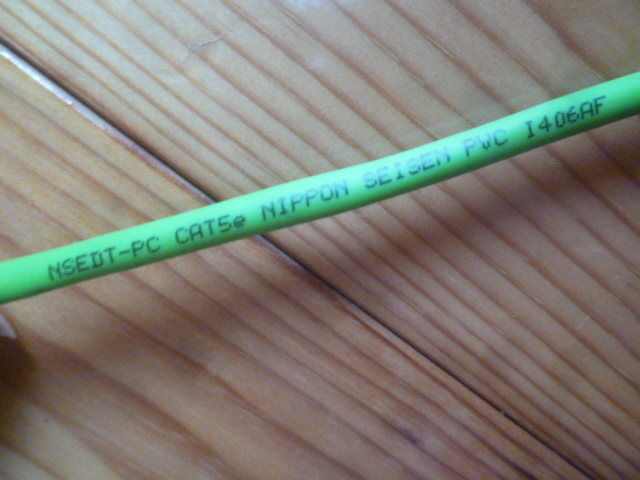 NSEDT-PC CAT5e NIPPON SEISEN PVC I406AF